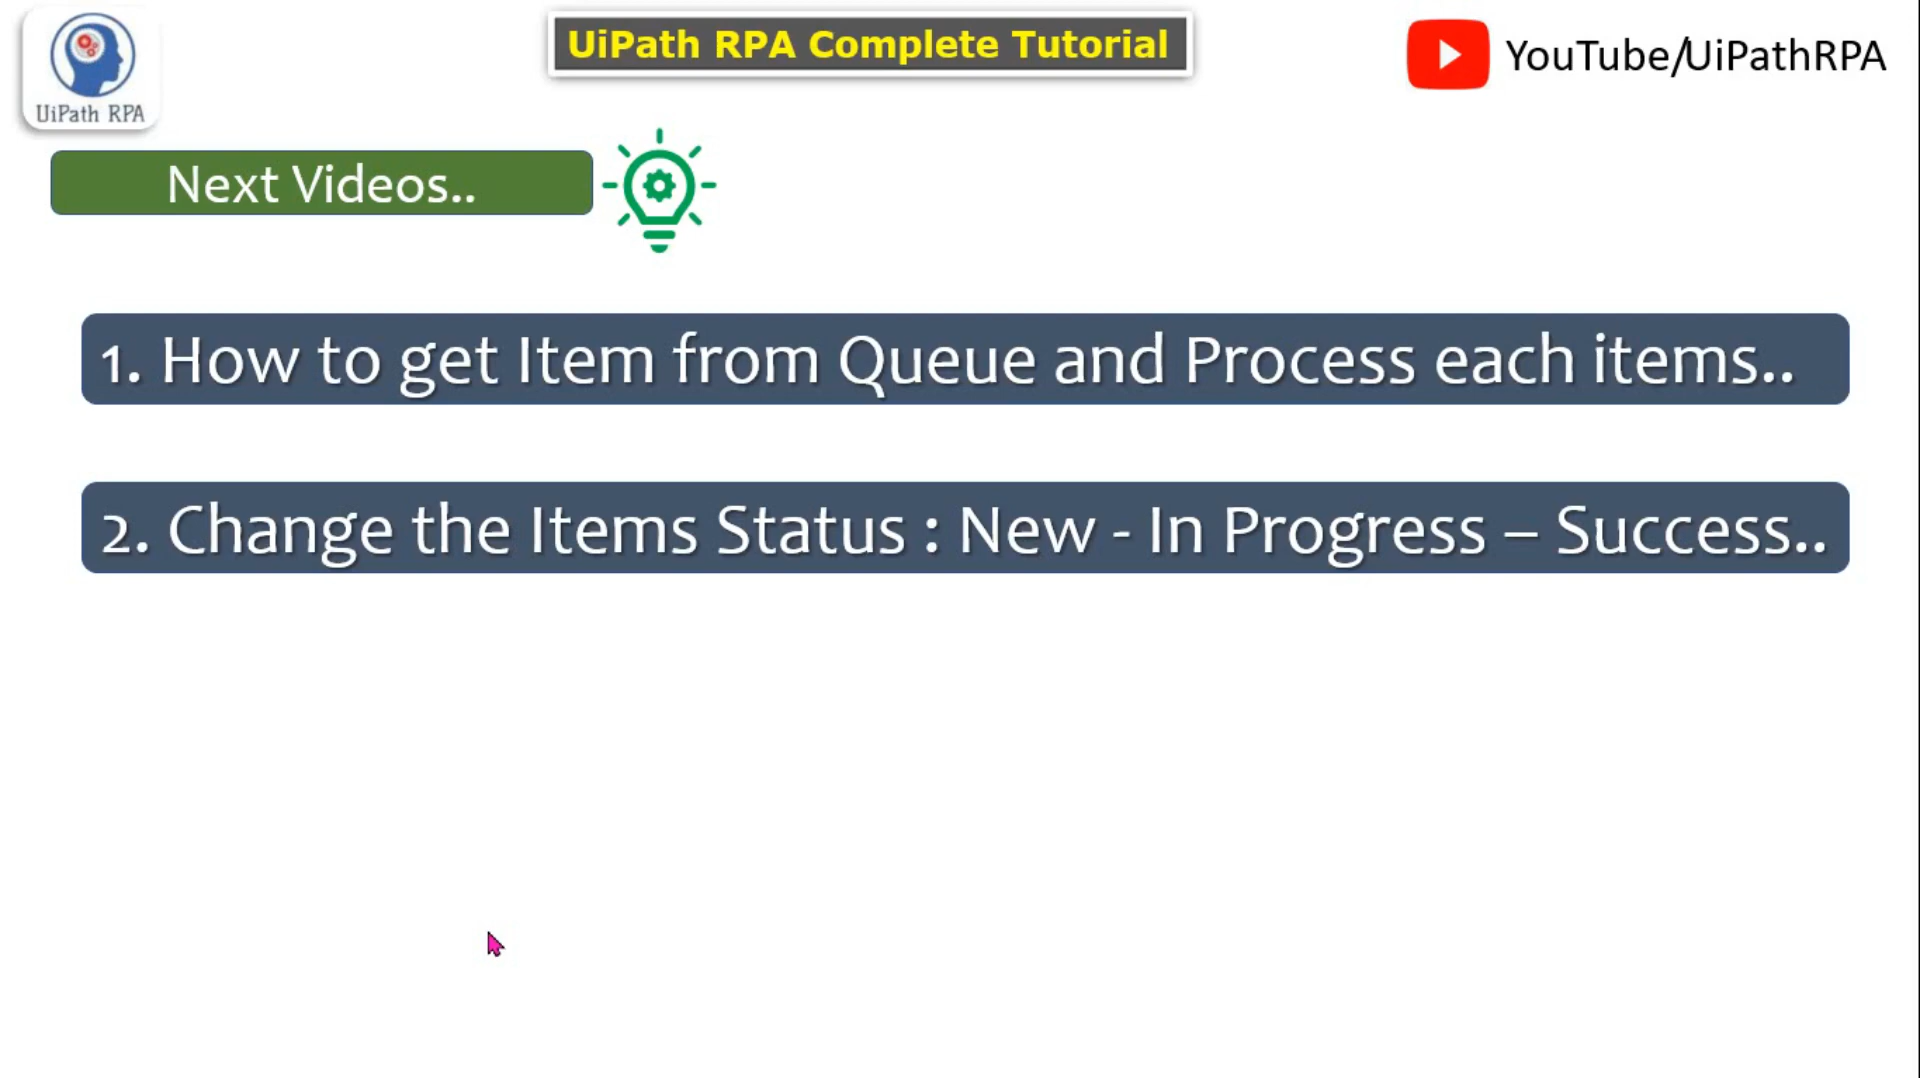 UiPath RPA
UiPath RPA Complete Tutorial
YouTube/UiPathRPA
Next Videos..
1. How to get Item from Queue and Process each items..
2. Change the Items Status : New - In Progress – Success..